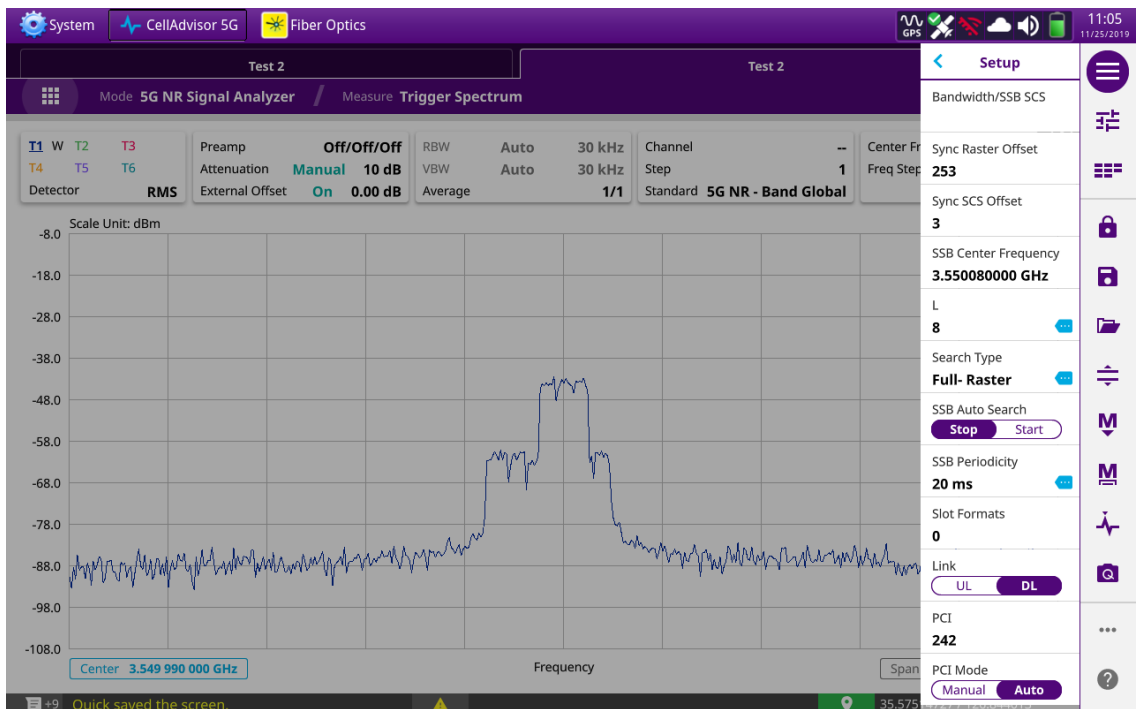 System CellAdvisor 5G Fiber Optics GPS 11:05
11/25/2019
Test 2 Test 2
Mode 5G NR Signal Analyzer / Measure Trigger Spectrum
T1 W T2 T3
T4 T5 T6
Detector RMS
Preamp Off/Off/Off
Attenuation Manual 10 dB
External Offset On 0.00 dB
RBW Auto 30 kHz
VBW Auto 30 kHz
Average 1/1
Channel --
Step 1
Standard 5G NR - Band Global
Center Fr
Freq Step
Scale Unit: dBm
-8.0
-18.0
-28.0
-38.0
-48.0
-58.0
-68.0
-78.0
-88.0
-98.0
-108.0
Center 3.549 990 000 GHz Frequency Span
+9 Quick saved the screen.
Setup
Bandwidth/SSB SCS
Sync Raster Offset
253
Sync SCS Offset
3
SSB Center Frequency
3.550080000 GHz
L
8
Search Type
Full- Raster
SSB Auto Search
Stop Start
SSB Periodicity
20 ms
Slot Formats
0
Link
UL DL
PCI
242
PCI Mode
Manual Auto
M
M